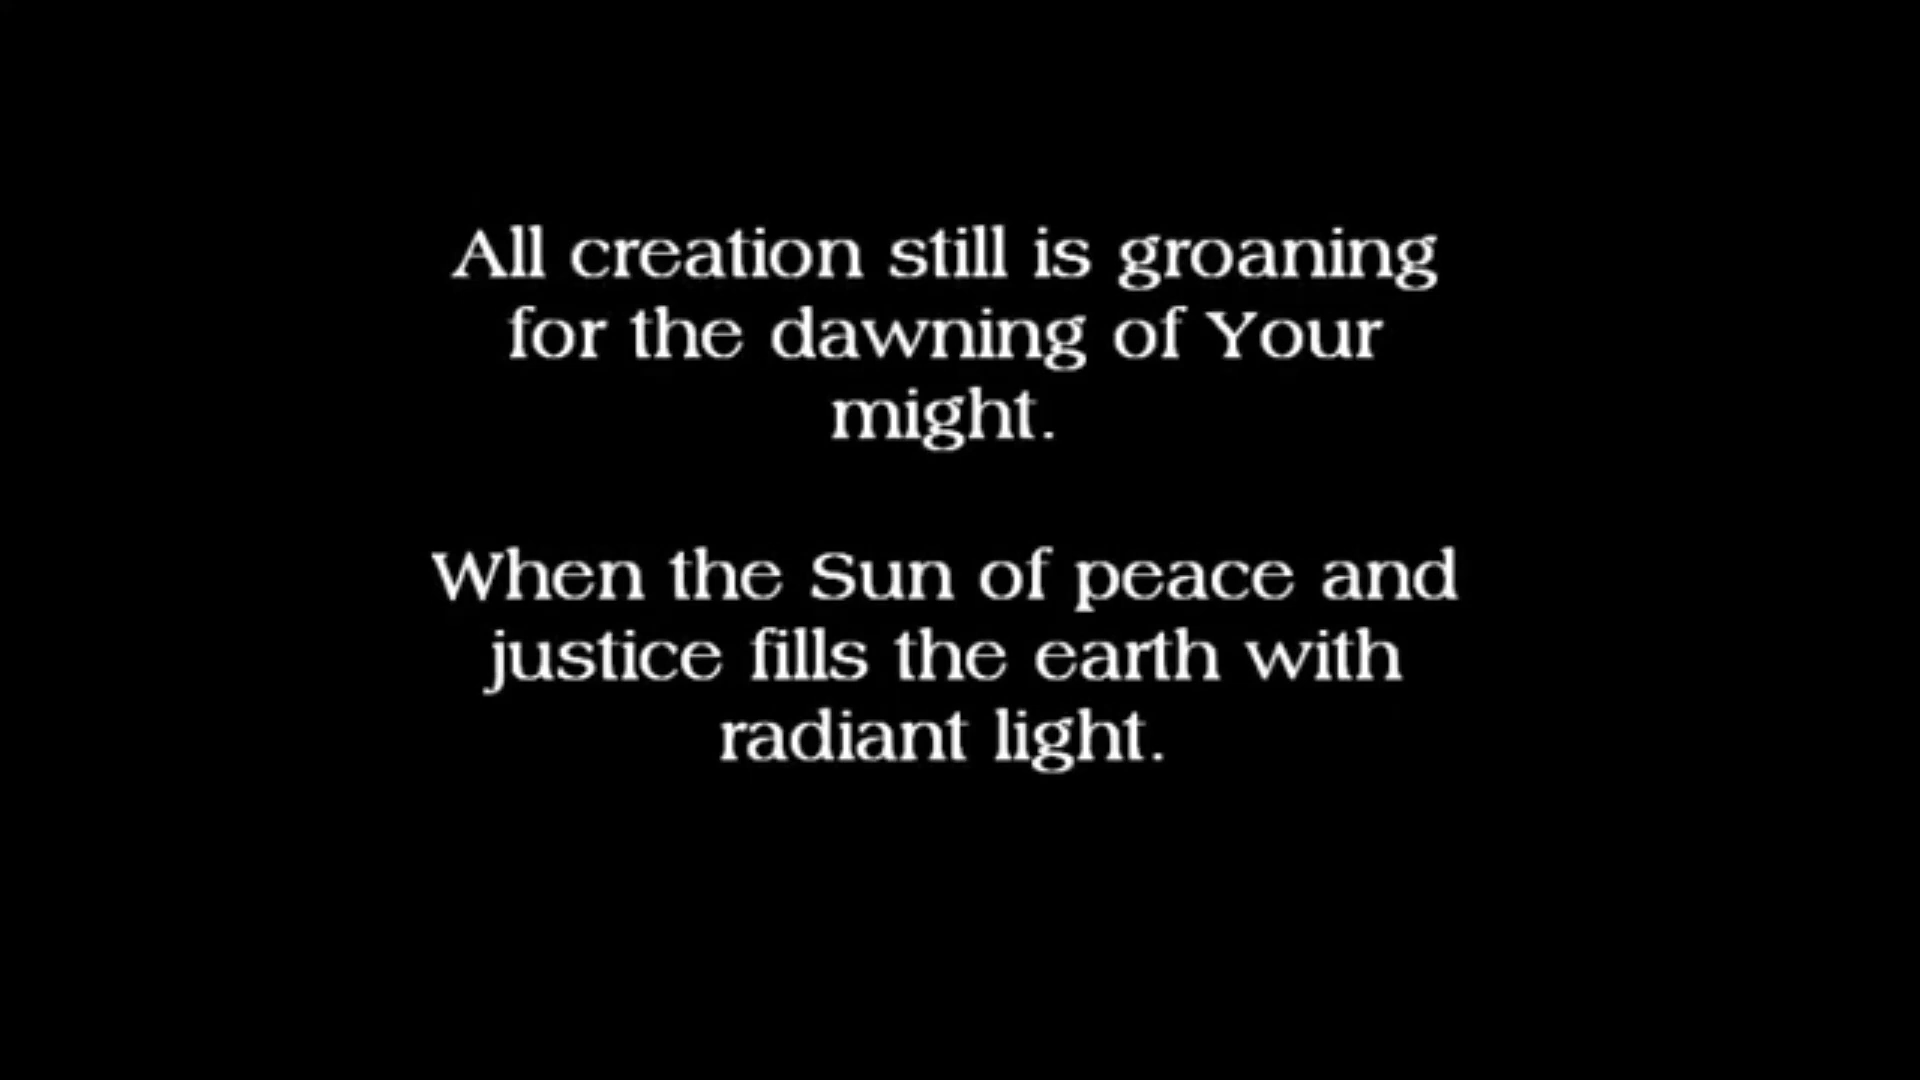 All creation still is groaning
for the dawning of Your
might.
When the Sun of peace and
justice fills the earth with
radiant light.